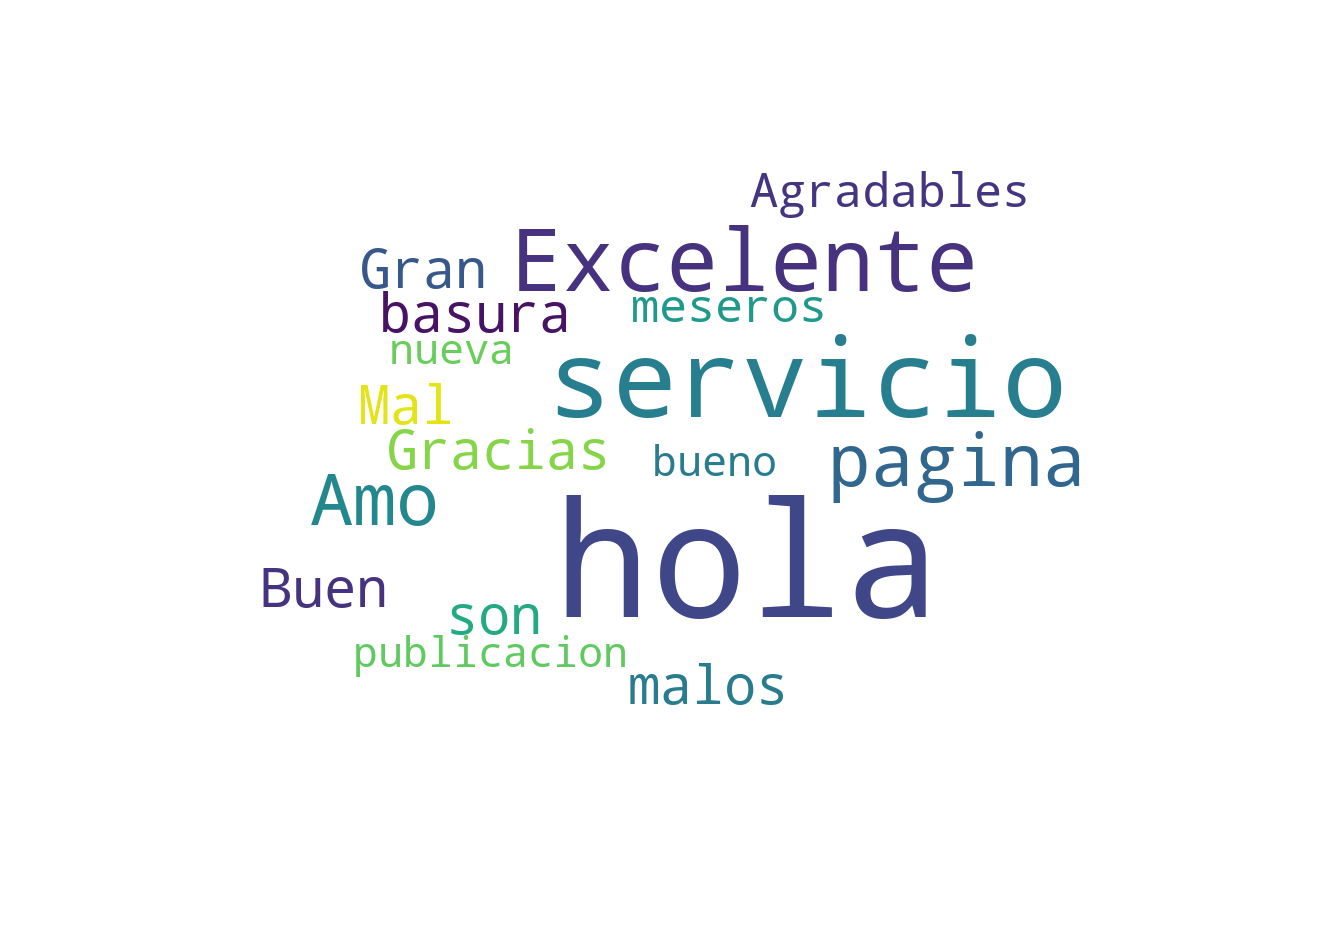 Agradables
Gran
Excelente
basura
meseros
nueva
servicio
Mal
Gracias
bueno
pagina
Amo
hola
Buen
son
publicacion
malos